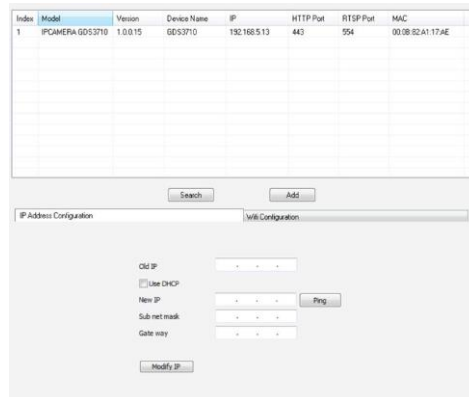 Index Model Version Device Name IP HTTP Port RTSP Port MAC
1 IPCAMERA GDS3710 1.0.0.15 GDS3710 192.168.5.13 443 554 00:0B:82:A1:17:AE
Search Add
IP Address Configuration Wifi Configuration
Old IP
Use DHCP
New IP Ping
Sub net mask
Gate way
Modify IP